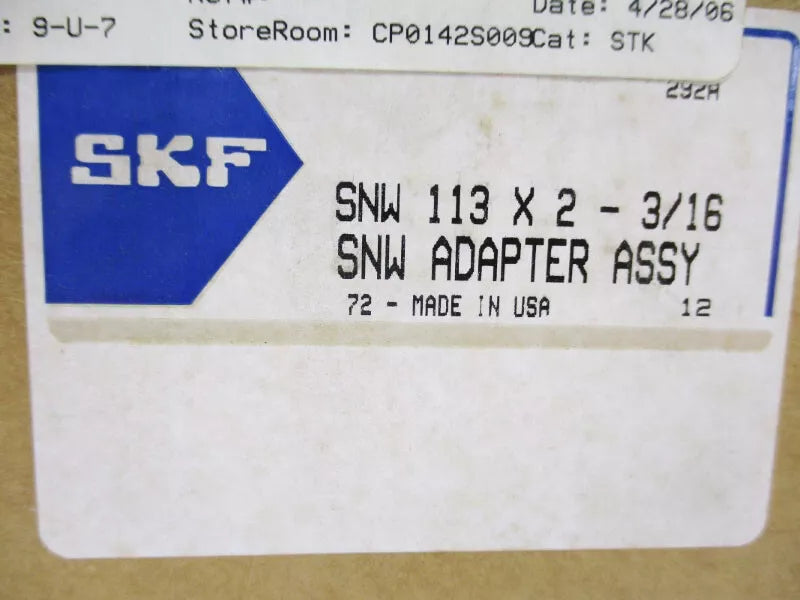 Date: 4/28/06
: 9-U-7 StoreRoom: CP0142S009Cat: STK
292A
SKF
SNW 113 X 2 - 3/16
SNW ADAPTER ASSY
72 - MADE IN USA 12